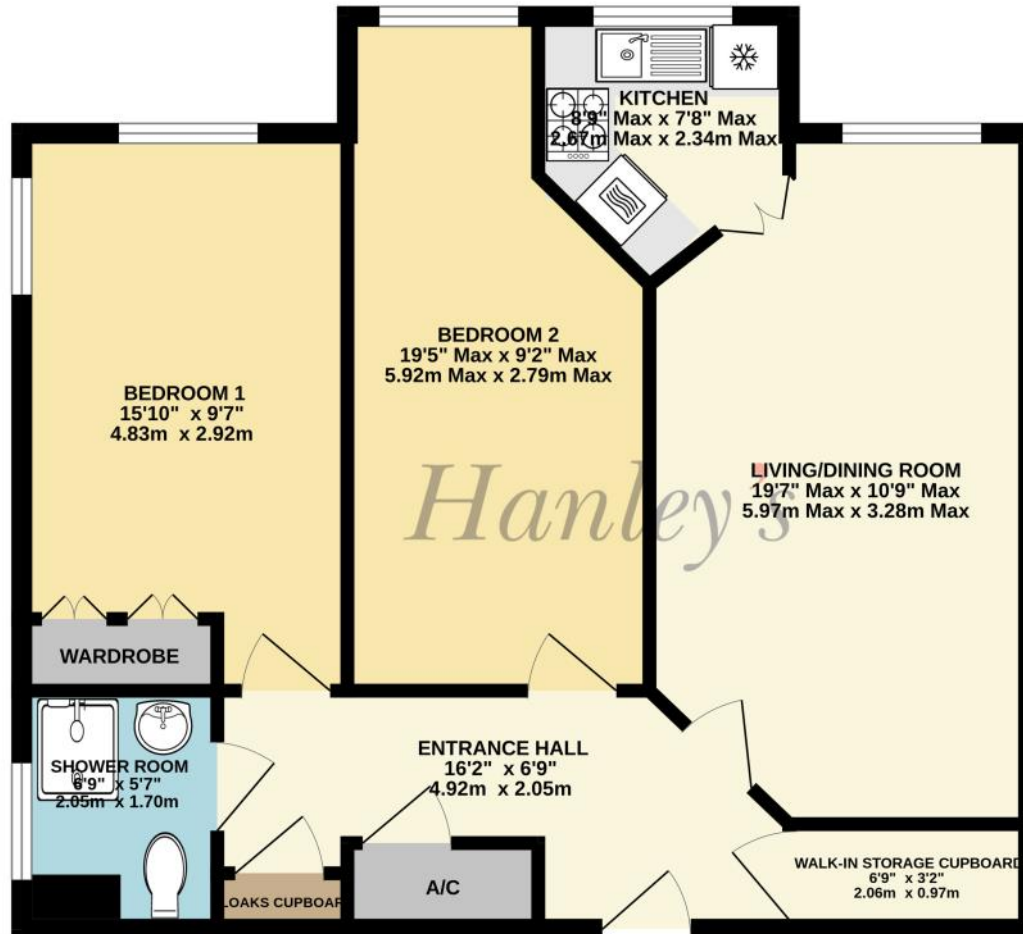 KITCHEN
8'9" Max x 7'8" Max
2.67m Max x 2.34m Max
BEDROOM 2
19'5" Max x 9'2" Max
5.92m Max x 2.79m Max
BEDROOM 1
15'10" x 9'7"
4.83m x 2.92m
LIVING/DINING ROOM
19'7" Max x 10'9" Max
5.97m Max x 3.28m Max
Hanley's
WARDROBE
SHOWER ROOM
6'9" x 5'7"
2.05m x 1.70m
ENTRANCE HALL
16'2" x 6'9"
4.92m x 2.05m
WALK-IN STORAGE CUPBOARD
6'9" x 3'2"
2.06m x 0.97m
A/C
LOAKS CUPBOAR